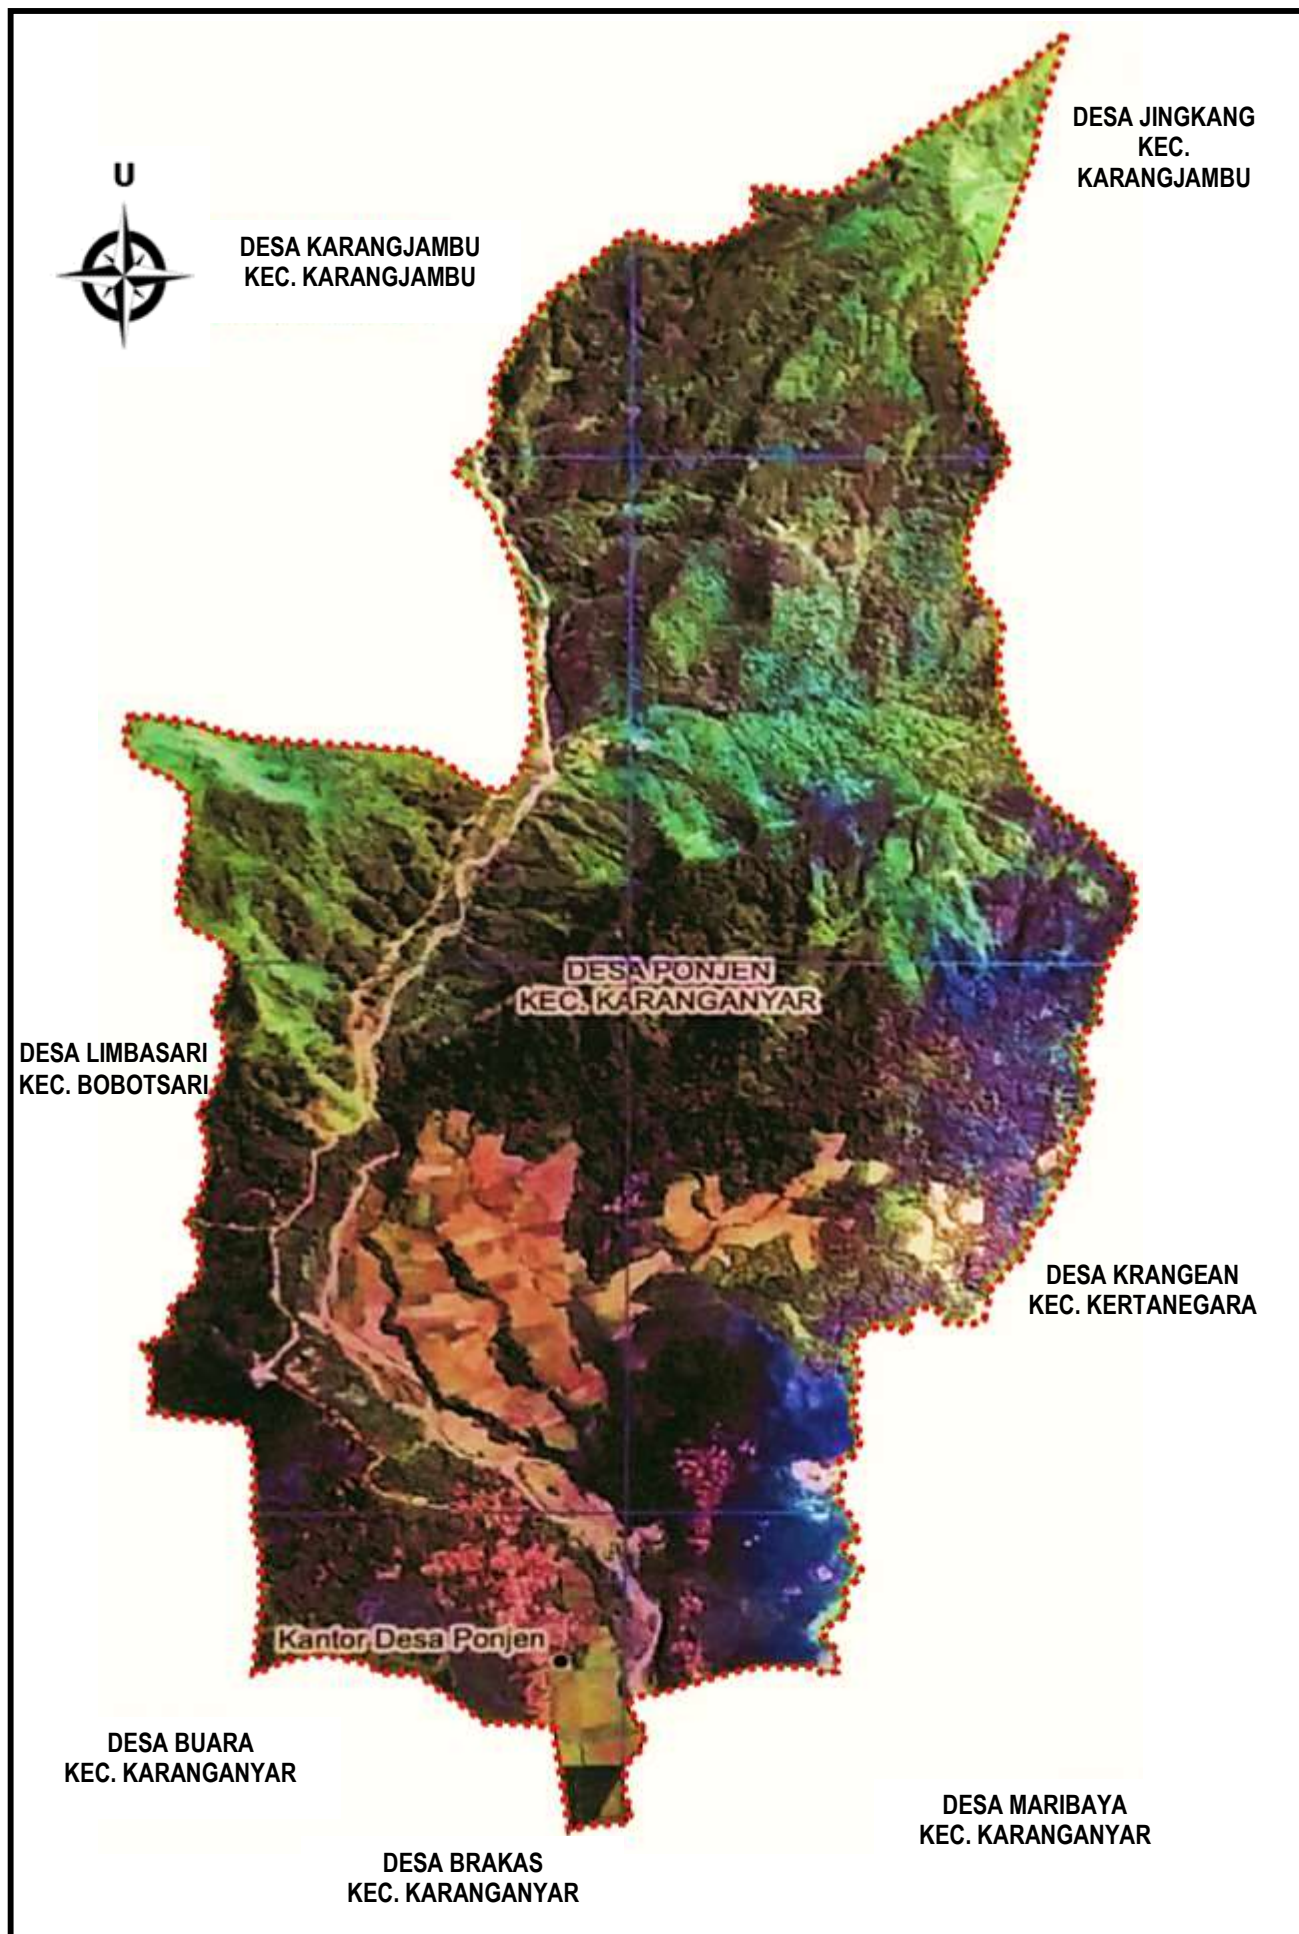 DESA JINGKANG
KEC.
KARANGJAMBU
U
DESA KARANGJAMBU
KEC. KARANGJAMBU
DESA PONJEN
KEC. KARANGANYAR
DESA LIMBASARI
KEC. BOBOTSARI
DESA KRANGEAN
KEC. KERTANEGARA
Kantor Desa Ponjen
DESA BUARA
KEC. KARANGANYAR
DESA MARIBAYA
KEC. KARANGANYAR
DESA BRAKAS
KEC. KARANGANYAR